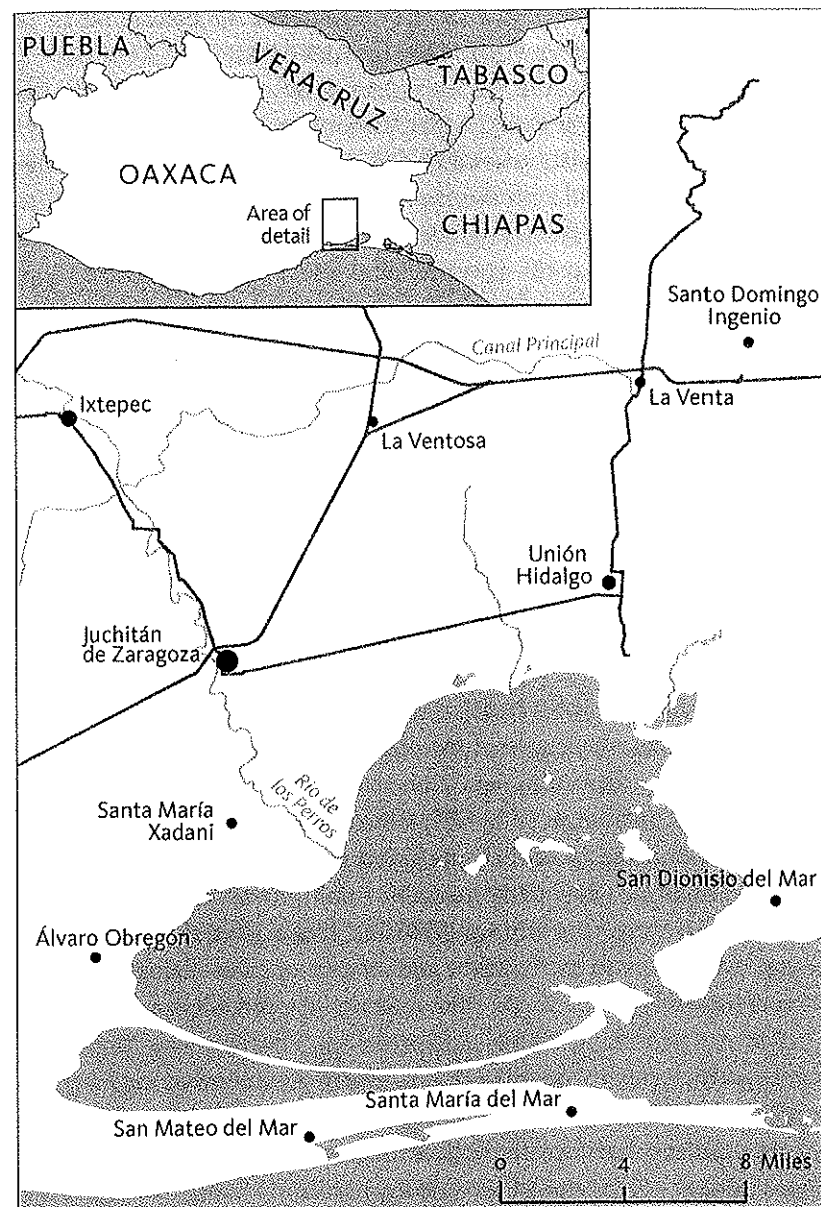 PUEBLA
VERACRUZ
TABASCO
OAXACA
Area of
detail
CHIAPAS
Santo Domingo
Ingenio
Canal Principal
Ixtepec
La Venta
La Ventosa
Unión
Hidalgo
Juchitán
de Zaragoza
Río de
los Perros
Santa María
Xadani
San Dionisio del Mar
Álvaro Obregón
Santa María del Mar
San Mateo del Mar
0 4 8 Miles